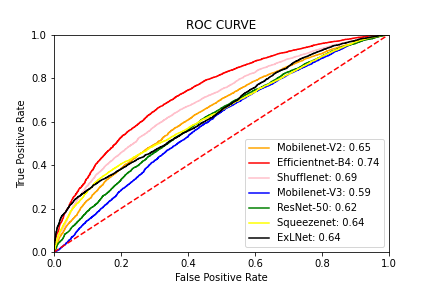 ROC CURVE
True Positive Rate
1.0
0.8
0.6
0.4
0.2
0.0
Mobilenet-V2: 0.65
Efficientnet-B4: 0.74
Shufflenet: 0.69
Mobilenet-V3: 0.59
ResNet-50: 0.62
Squeezenet: 0.64
ExLNet: 0.64
0.0 0.2 0.4 0.6 0.8 1.0
False Positive Rate